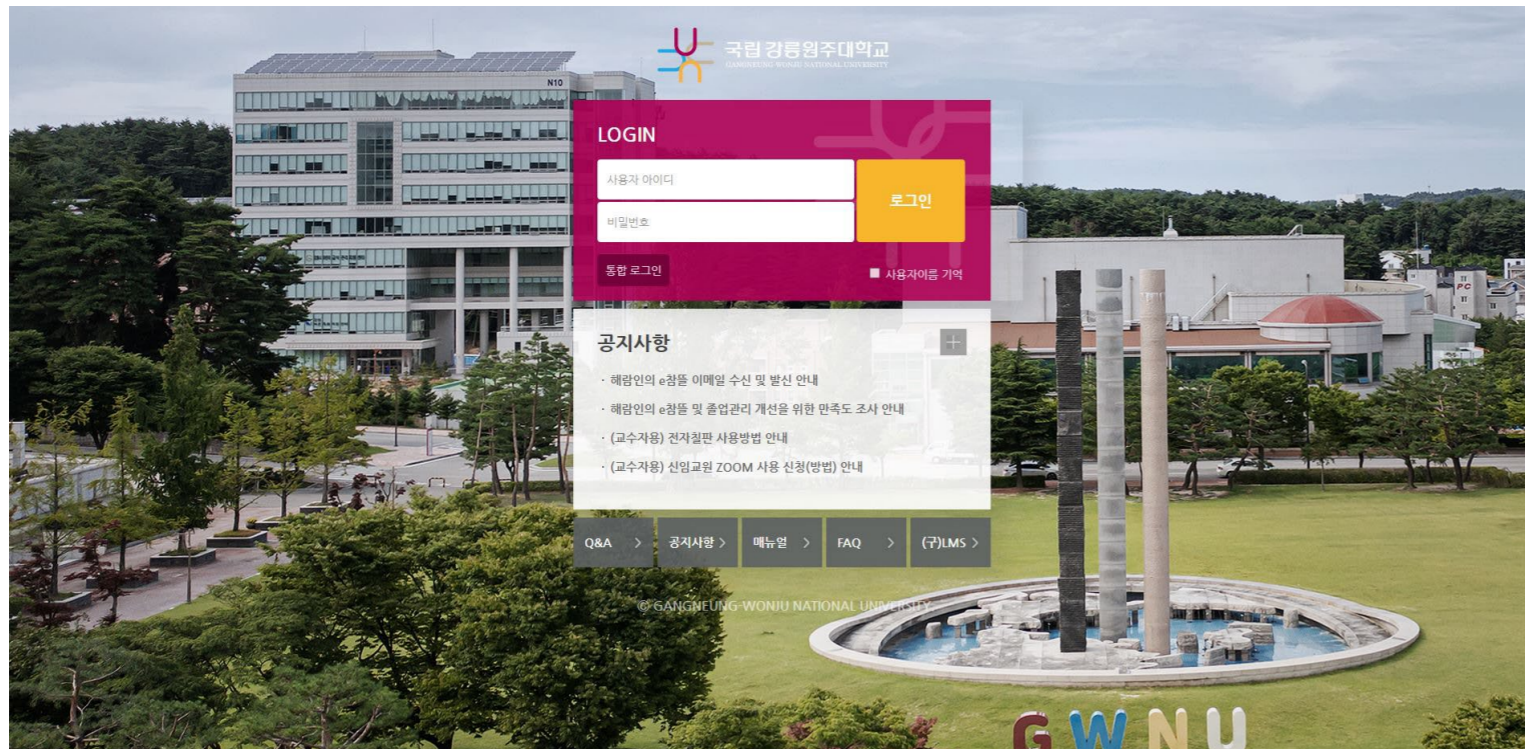 국립 강릉원주대학교
GANGNEUNG-WONJU NATIONAL UNIVERSITY
N10
LOGIN
사용자 아이디
로그인
비밀번호
통합 로그인
사용자이름 기억
PC
공지사항
· 해람인의 e참뜰 이메일 수신 및 발신 안내
· 해람인의 e참뜰 및 졸업관리 개선을 위한 만족도 조사 안내
· (교수자용) 전자칠판 사용방법 안내
· (교수자용) 신임교원 ZOOM 사용 신청(방법) 안내
Q&A > 공지사항 > 매뉴얼 > FAQ > (구)LMS >
© GANGNEUNG-WONJU NATIONAL UNIVERSITY.
GWNU